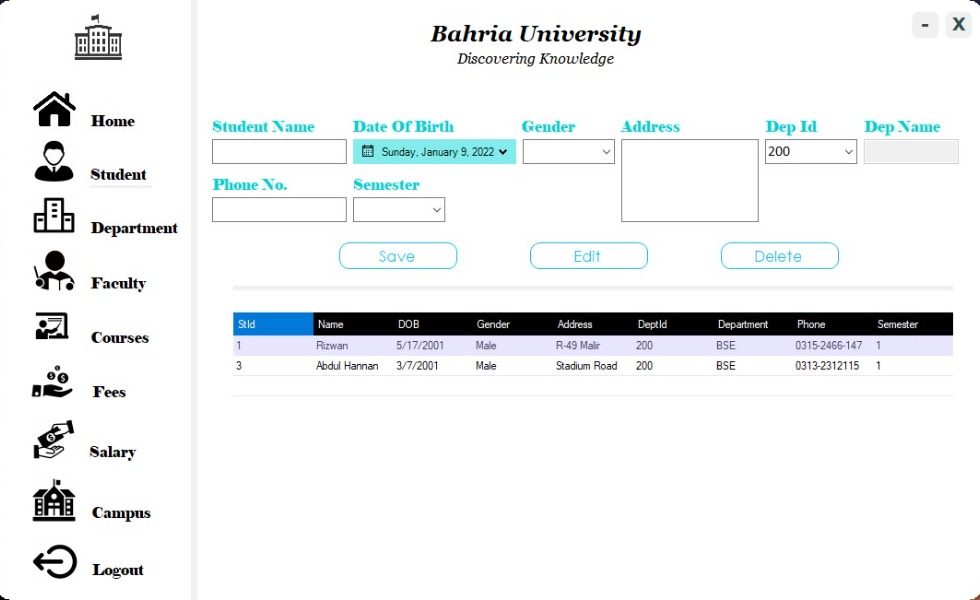 Bahria University
Discovering Knowledge
-
X
Home
Student
Department
Faculty
Courses
Fees
Salary
Campus
Logout
Student Name Date Of Birth Gender Address Dep Id Dep Name
Sunday, January 9, 2022 200
Phone No. Semester
Save Edit Delete
StId Name DOB Gender Address DeptId Department Phone Semester
1 Rizwan 5/17/2001 Male R-49 Malir 200 BSE 0315-2466-147 1
3 Abdul Hannan 3/7/2001 Male Stadium Road 200 BSE 0313-2312115 1